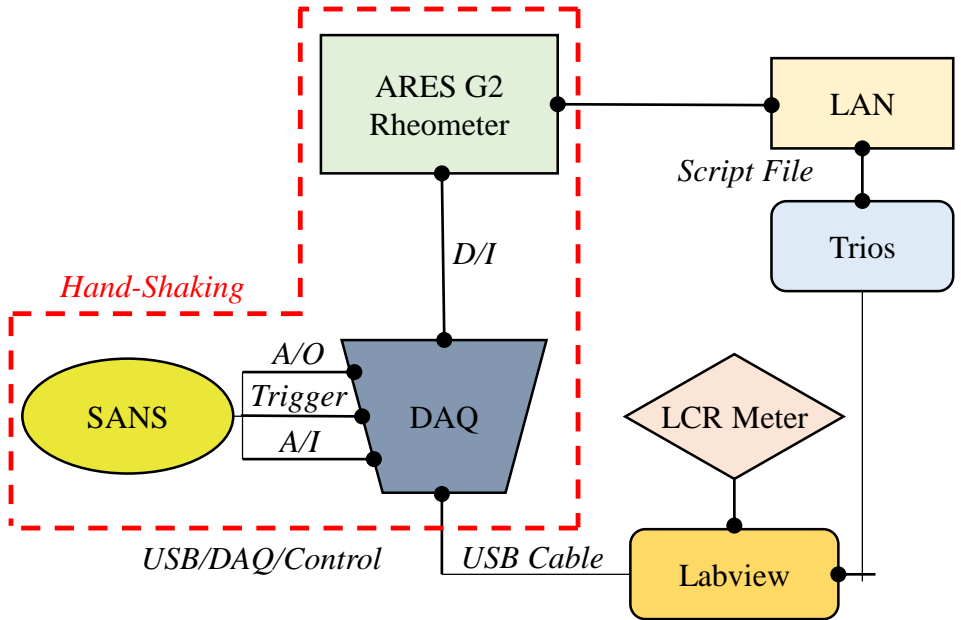 ARES G2
Rheometer
LAN
Script File
Trios
D/I
Hand-Shaking
A/O
Trigger
A/I
SANS
DAQ
LCR Meter
USB/DAQ/Control
USB Cable
Labview